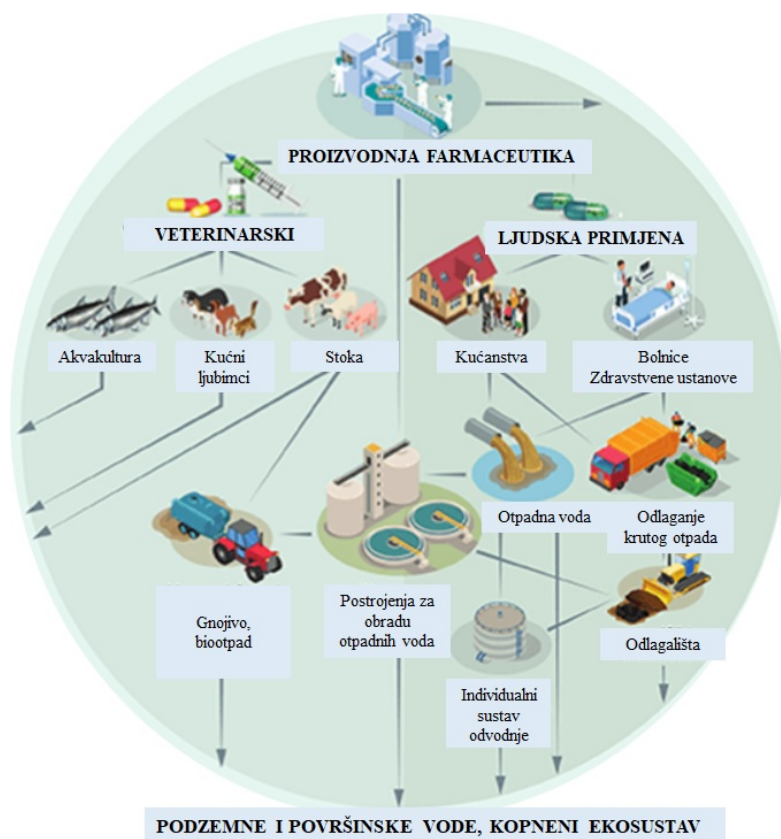 PROIZVODNJA FARMACEUTIKA
VETERINARSKI
LJUDSKA PRIMJENA
Akvakultura
Kućni
ljubimci
Stoka
Kućanstva
Bolnice
Zdravstvene ustanove
Otpadna voda
Odlaganje
krutog otpada
Gnojivo,
biootpad
Postrojenja za
obradu
otpadnih voda
Odlagališta
Individualni
sustav
odvodnje
PODZEMNE I POVRŠINSKE VODE, KOPNENI EKOSUSTAV